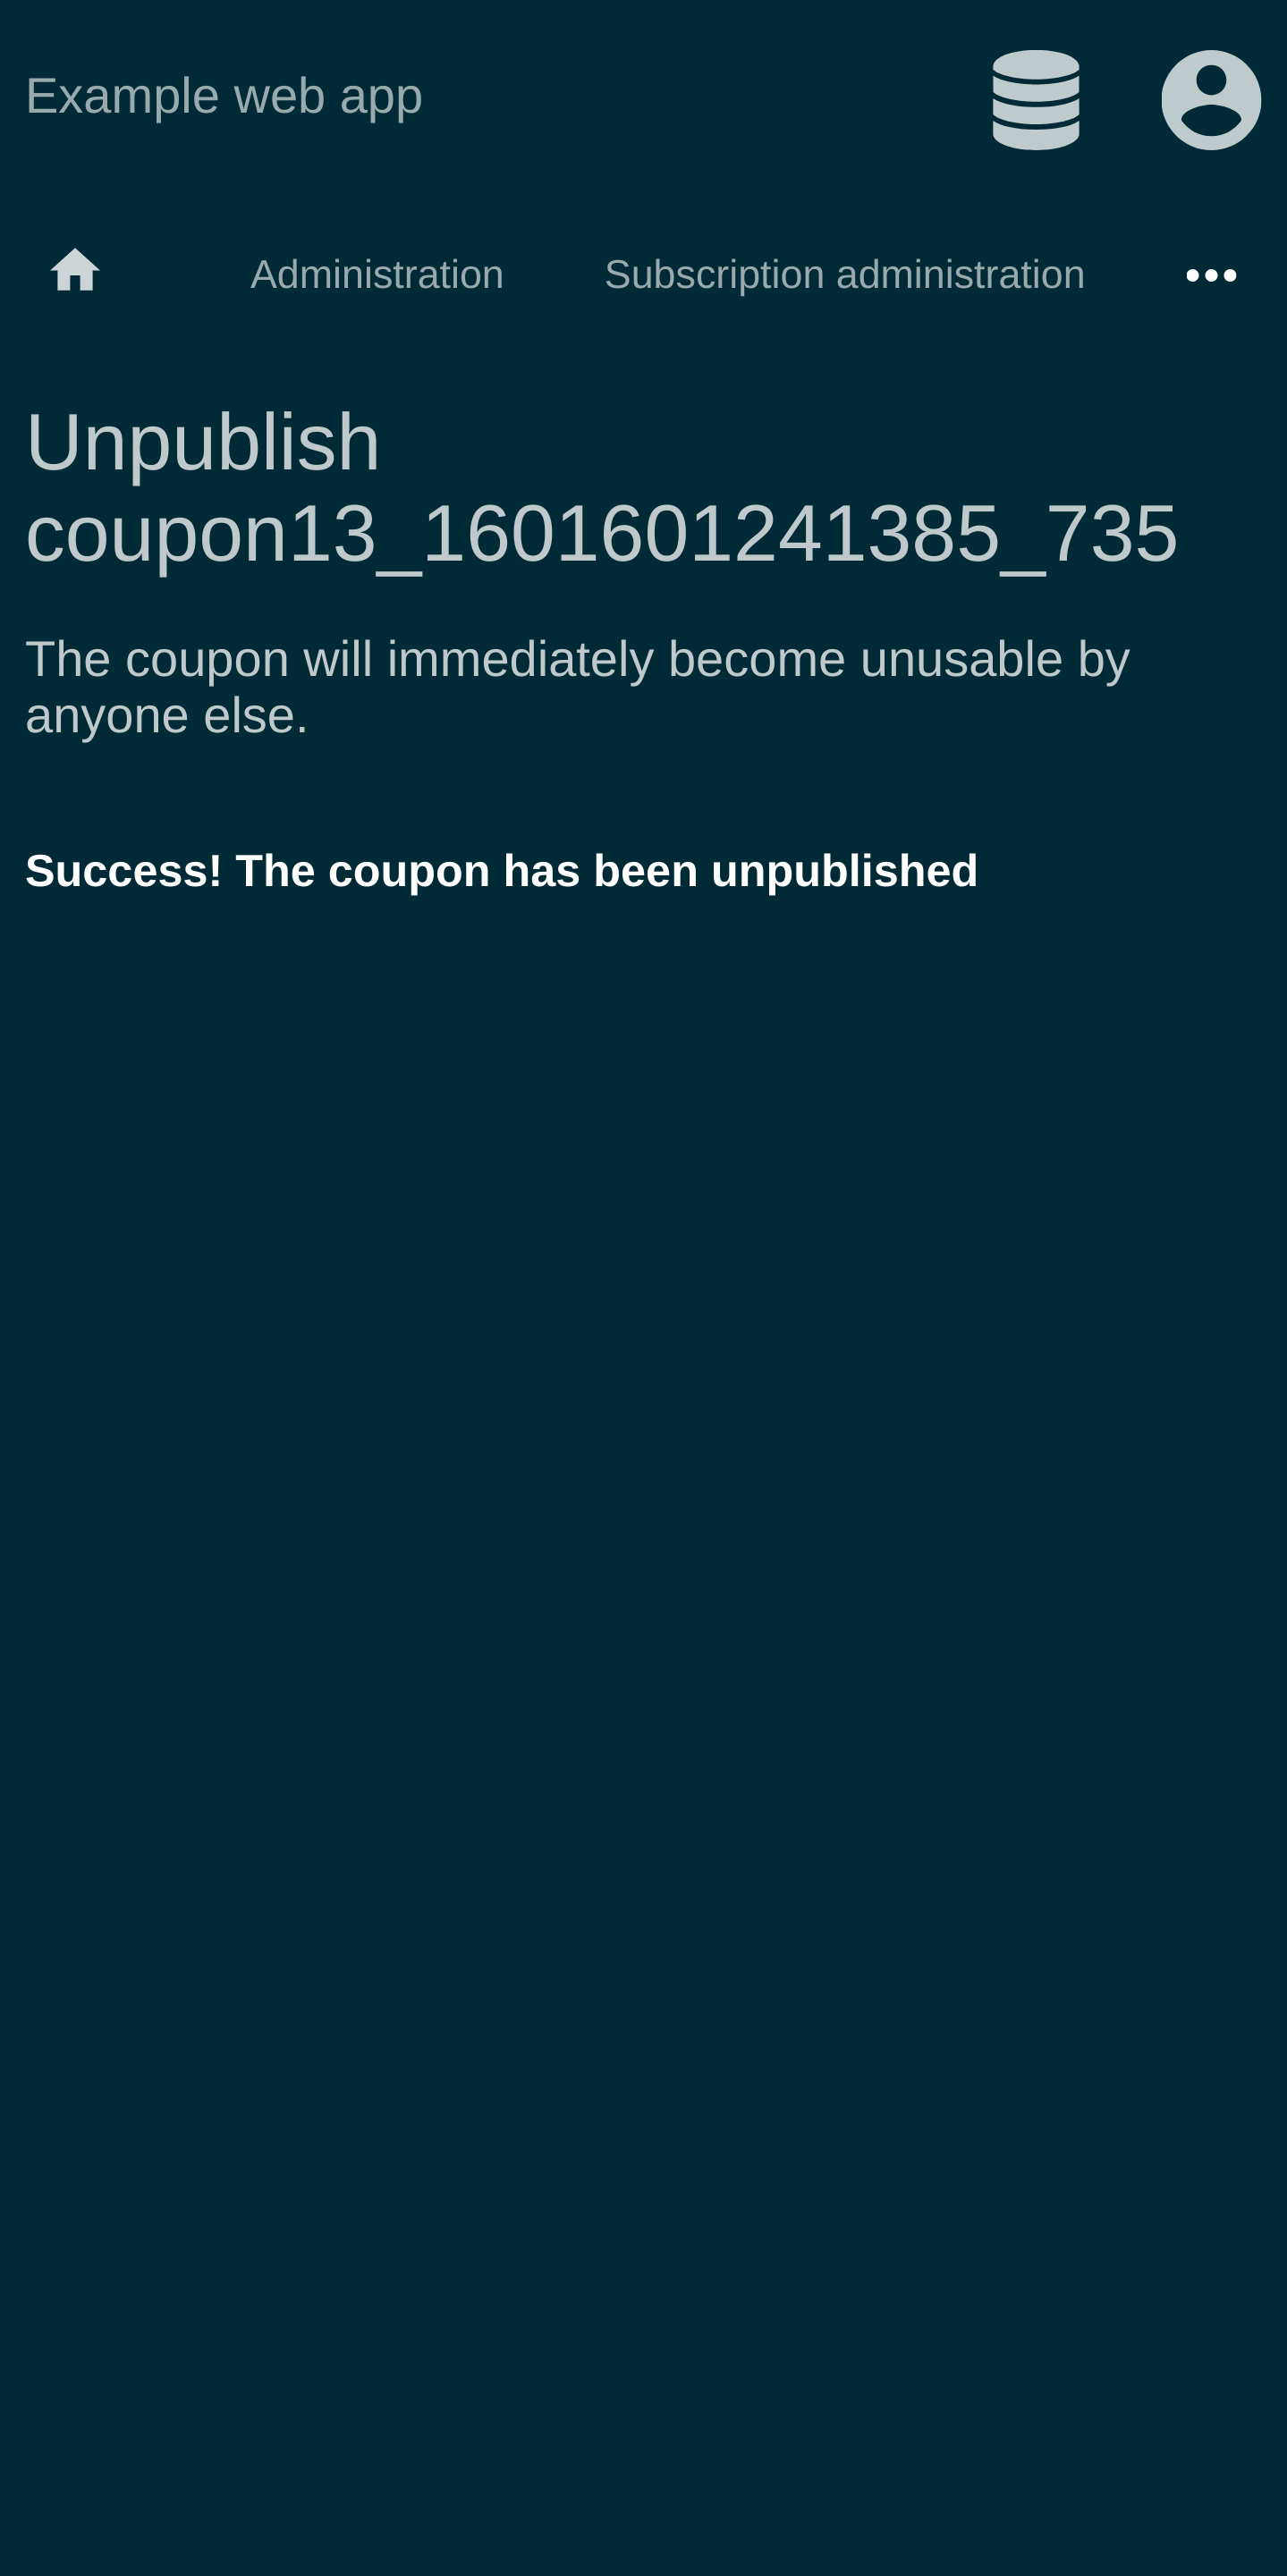 Example web app
Administration
Subscription administration
Unpublish
coupon13_1601601241385_735
The coupon will immediately become unusable by
anyone else.
Success! The coupon has been unpublished